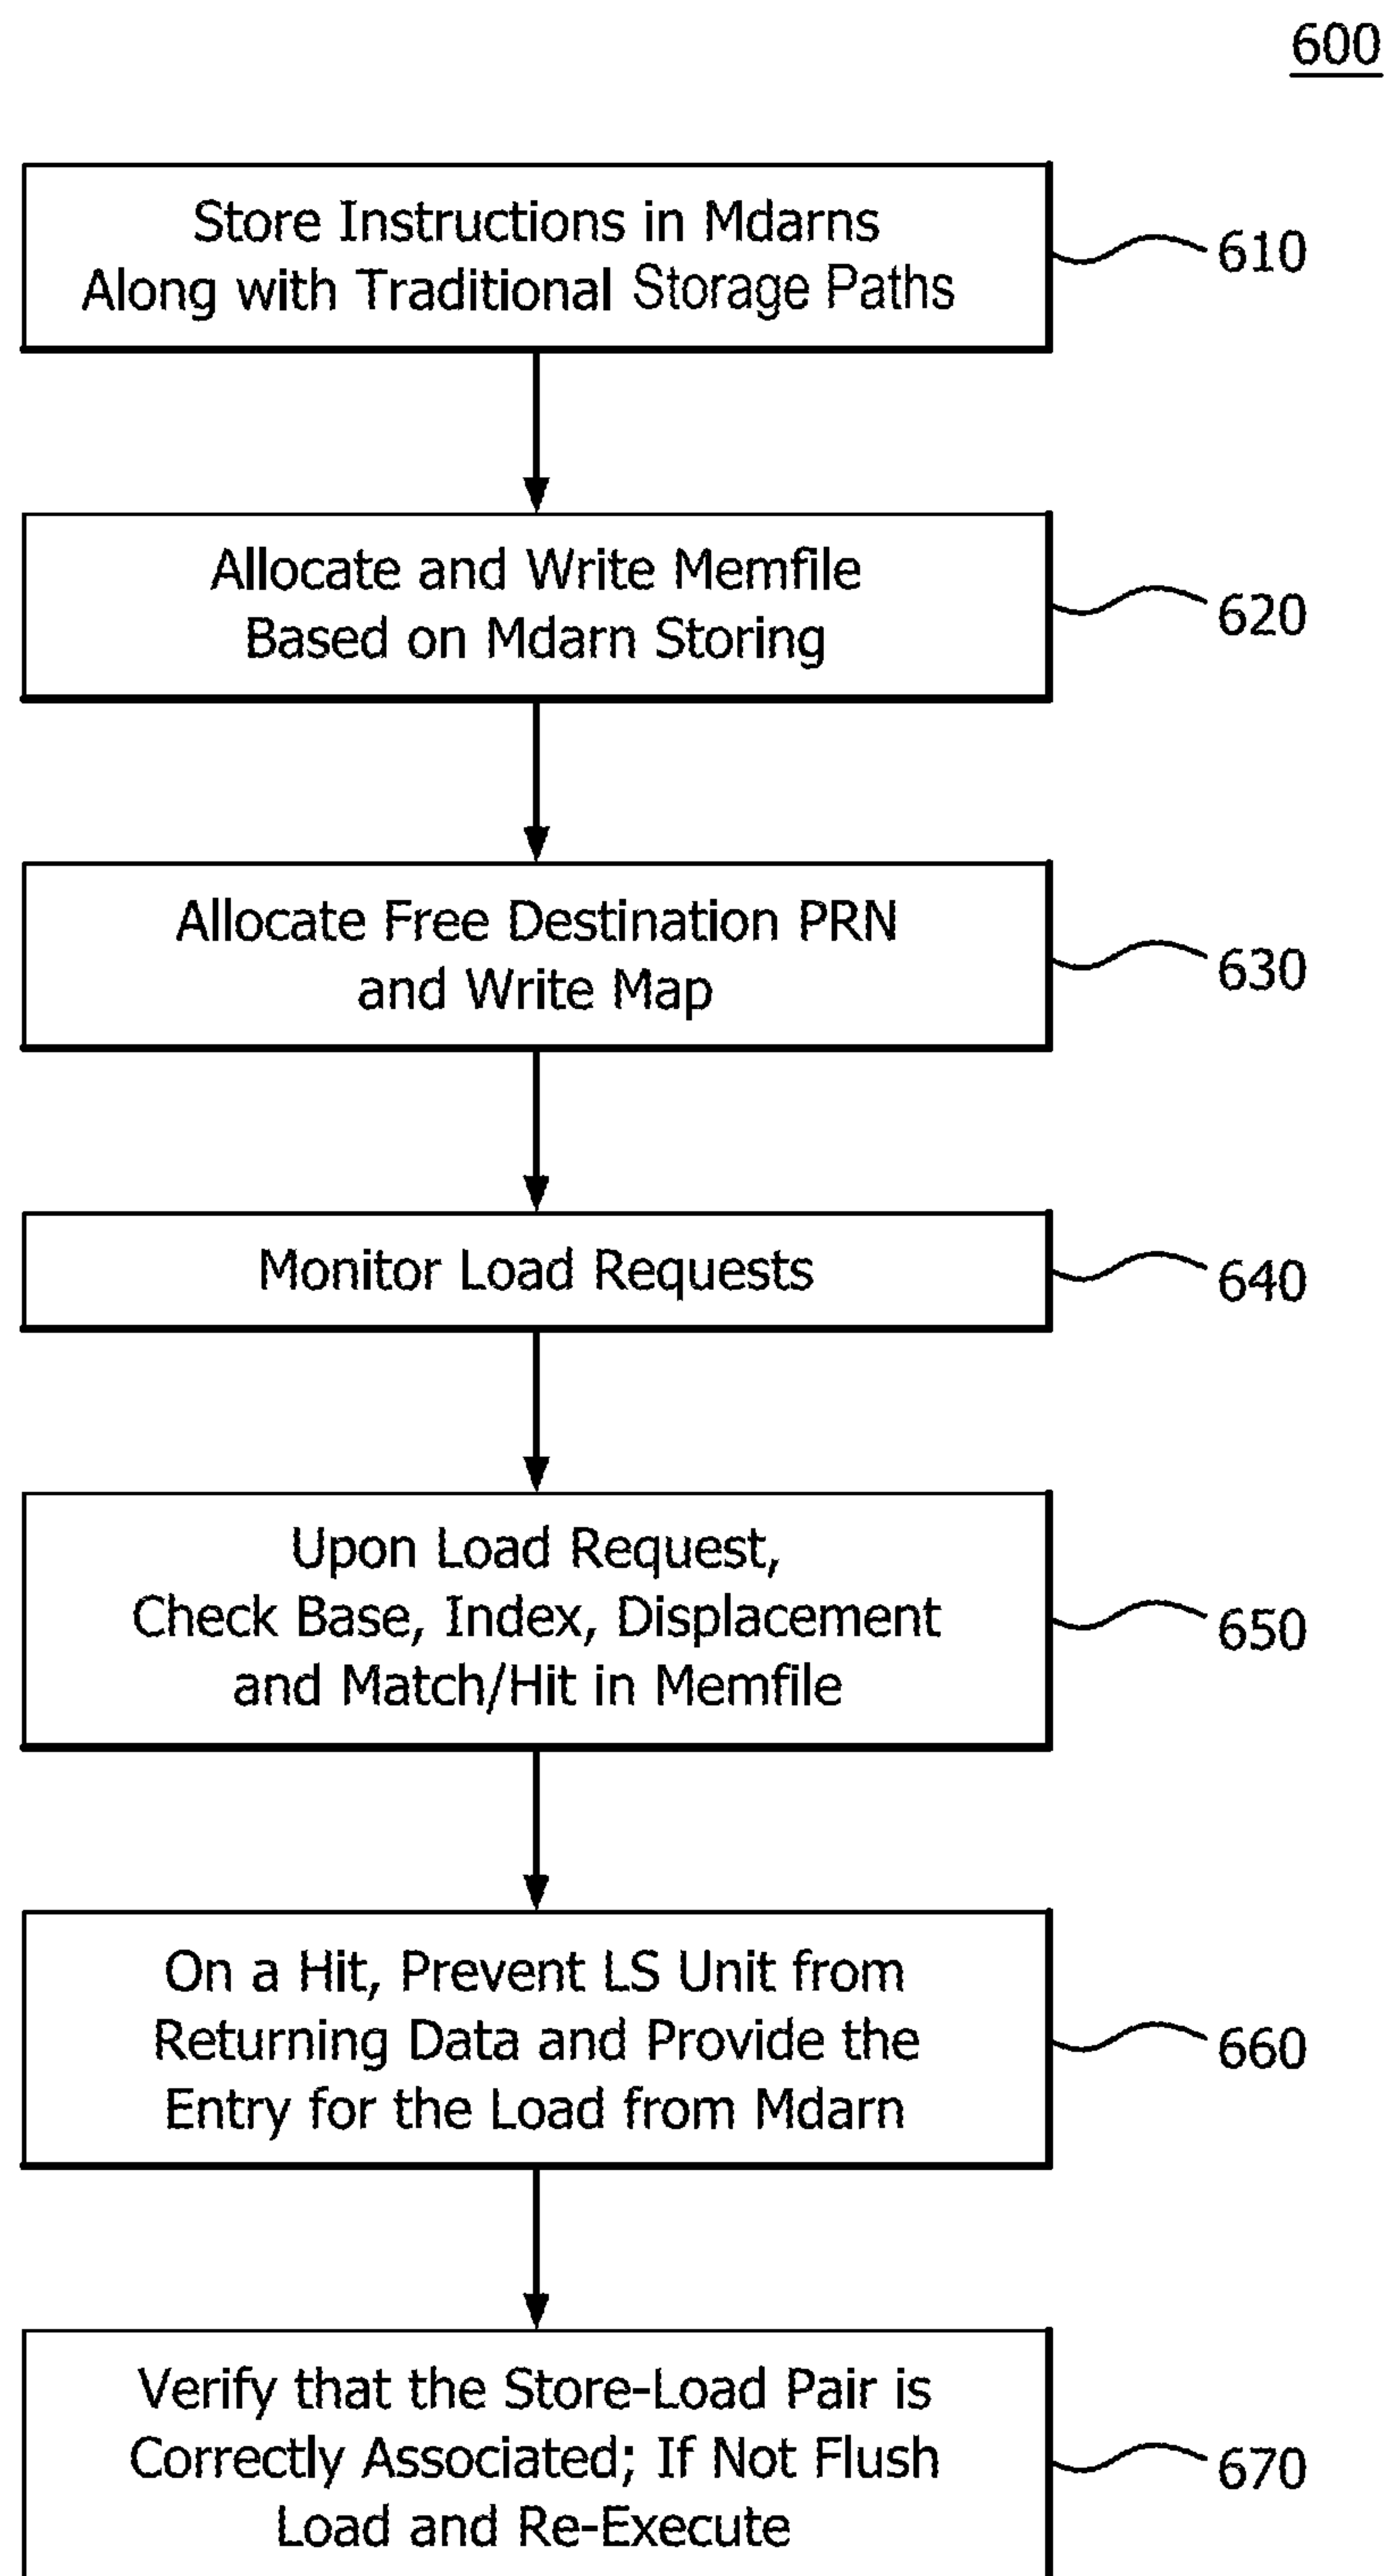 600
Store Instructions in Mdarns
Along with Traditional Storage Paths
610
Allocate and Write Memfile
Based on Mdarn Storing
620
Allocate Free Destination PRN
and Write Map
630
Monitor Load Requests
640
Upon Load Request,
Check Base, Index, Displacement
and Match/Hit in Memfile
650
On a Hit, Prevent LS Unit from
Returning Data and Provide the
Entry for the Load from Mdarn
660
Verify that the Store-Load Pair is
Correctly Associated; If Not Flush
Load and Re-Execute
670